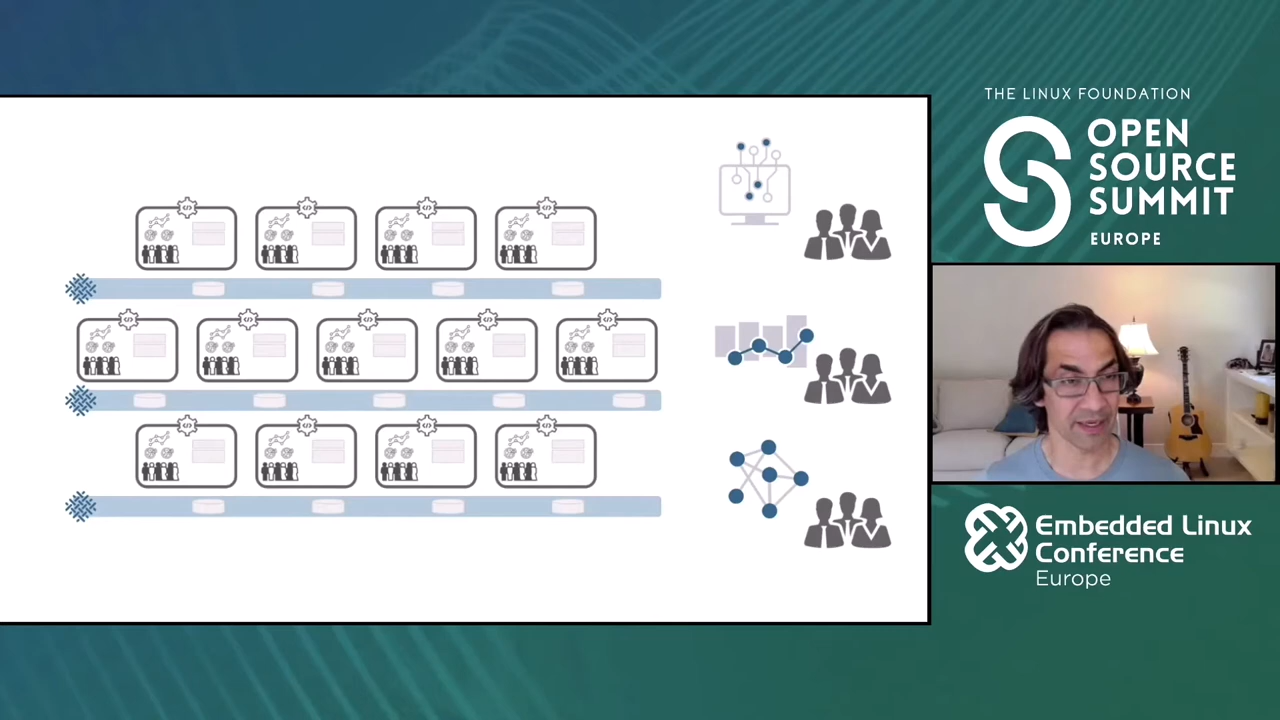 THE LINUX FOUNDATION
OPEN
SOURCE
SUMMIT
EUROPE
Embedded Linux
Conference
Europe